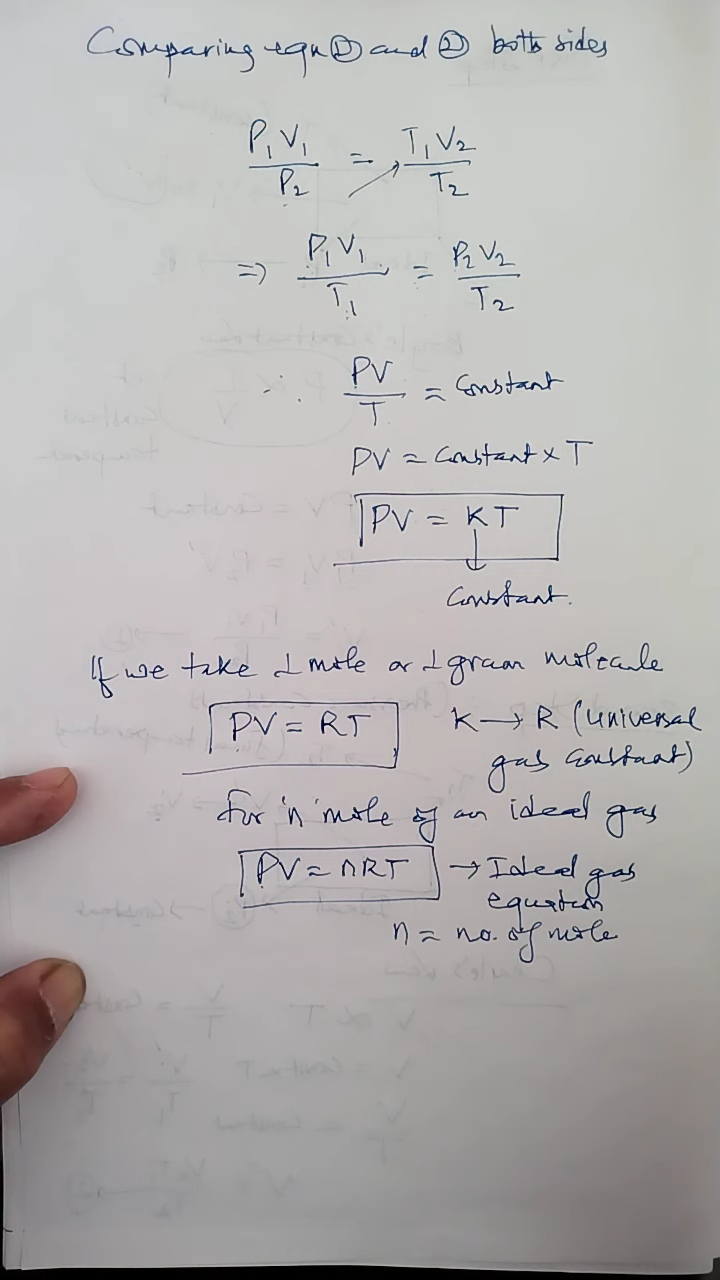 Comparing eqn ① and ② both sides
P₁V₁/P₂ = T₁V₂/T₂
⇒ P₁V₁/T₁ = P₂V₂/T₂
∴ PV/T = Constant
PV = Constant × T
PV = KT
Constant.
If we take 1 mole or 1 gram molecule
PV = RT K → R (Universal
gas constant)
For 'n' mole of an ideal gas
PV = nRT → Ideal gas
equation
n = no. of mole